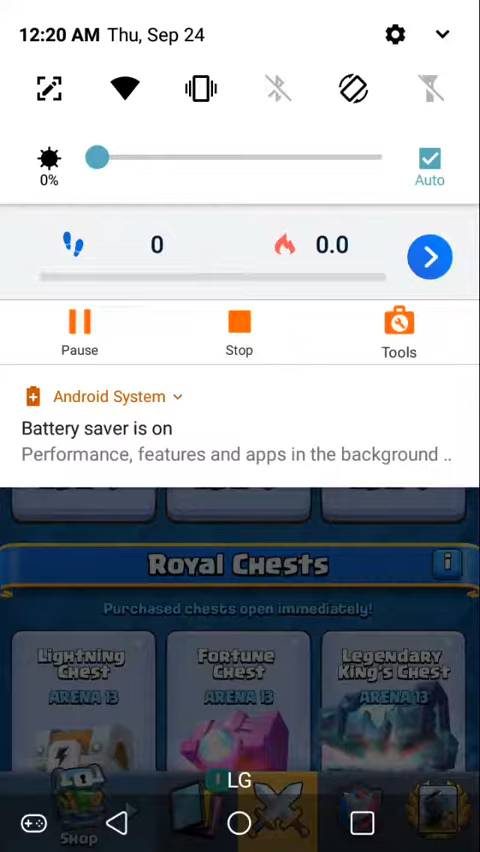 12:20 AM Thu, Sep 24
0%
Auto
0
0.0
Pause
Stop
Tools
Android System
Battery saver is on
Performance, features and apps in the background ..
Royal Chests
i
Purchased chests open immediately!
Lightning
Chest
ARENA 13
Fortune
Chest
ARENA 13
Legendary
King's Chest
ARENA 13
LG
Shop